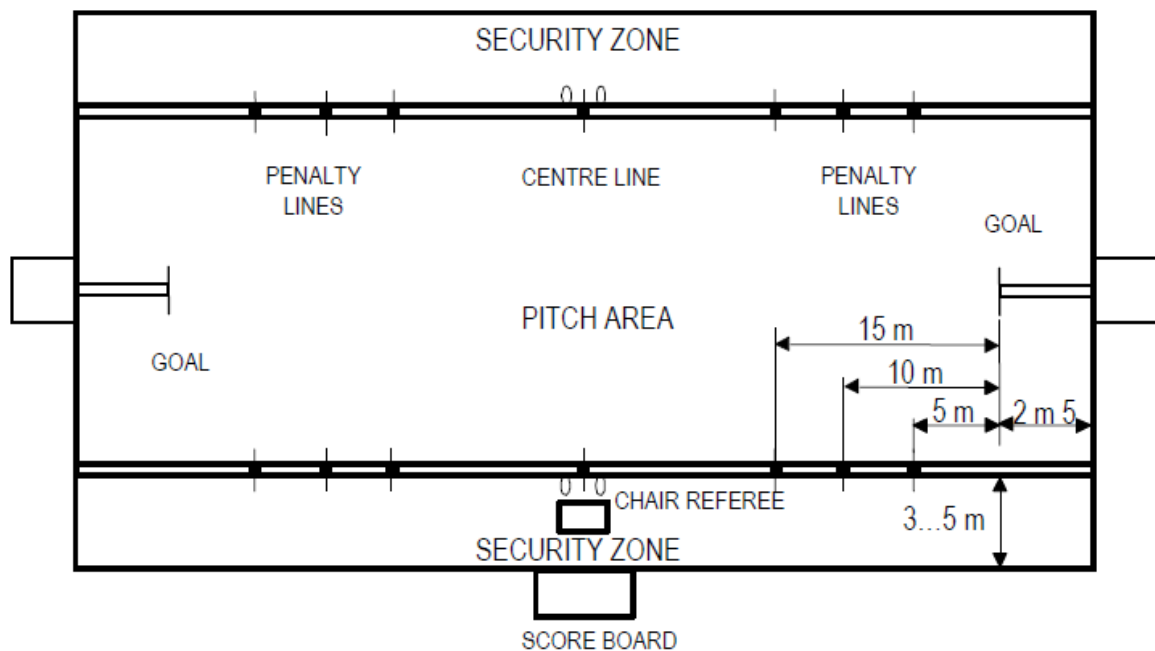 SECURITY ZONE
0 0
PENALTY
LINES
CENTRE LINE
PENALTY
LINES
GOAL
PITCH AREA
GOAL
15 m
10 m
5 m
2 m 5
0 0
CHAIR REFEREE
3...5 m
SECURITY ZONE
SCORE BOARD